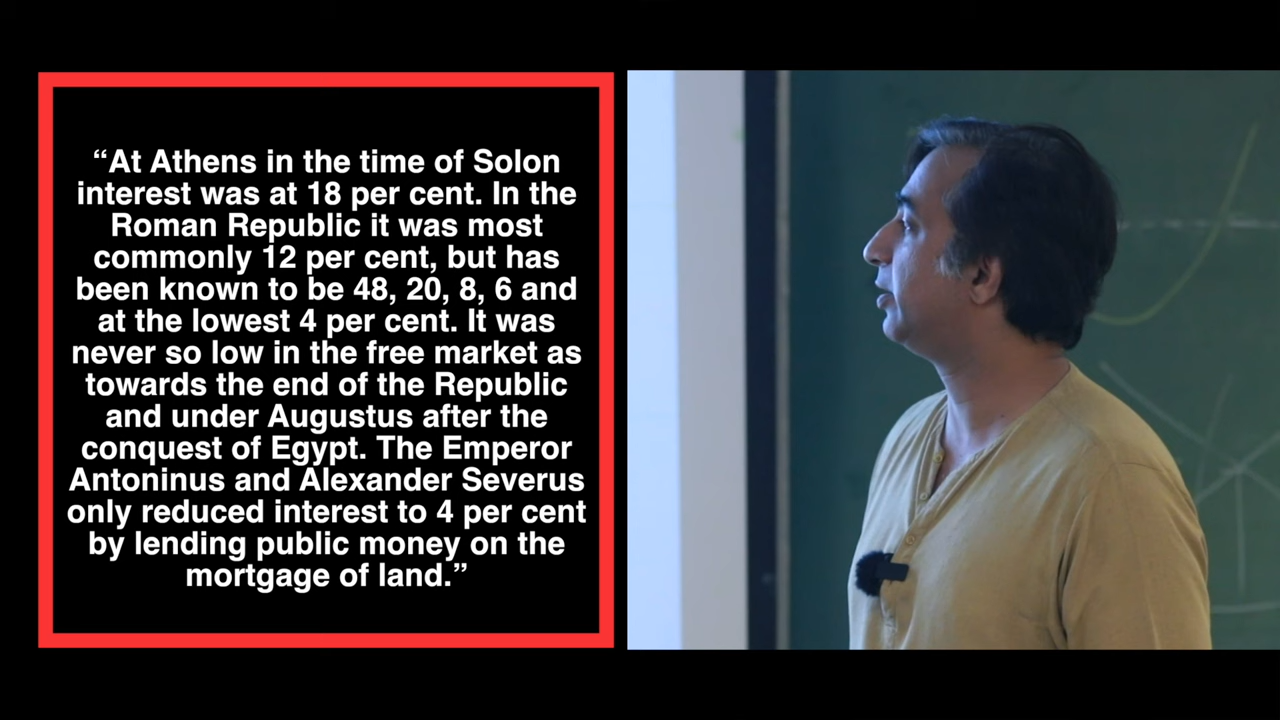 “At Athens in the time of Solon
interest was at 18 per cent. In the
Roman Republic it was most
commonly 12 per cent, but has
been known to be 48, 20, 8, 6 and
at the lowest 4 per cent. It was
never so low in the free market as
towards the end of the Republic
and under Augustus after the
conquest of Egypt. The Emperor
Antoninus and Alexander Severus
only reduced interest to 4 per cent
by lending public money on the
mortgage of land.”